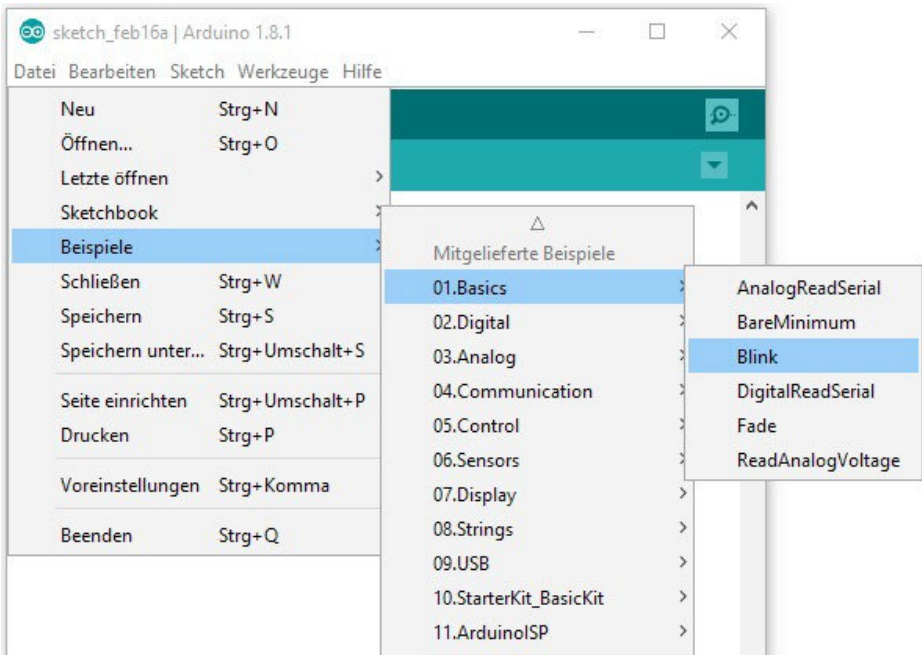 sketch_feb16a | Arduino 1.8.1
Datei Bearbeiten Sketch Werkzeuge Hilfe
Neu Strg+N
Öffnen... Strg+O
Letzte öffnen
Sketchbook
Beispiele
Schließen Strg+W
Speichern Strg+S
Speichern unter... Strg+Umschalt+S
Seite einrichten Strg+Umschalt+P
Drucken Strg+P
Voreinstellungen Strg+Komma
Beenden Strg+Q
Mitgelieferte Beispiele
01.Basics
02.Digital
03.Analog
04.Communication
05.Control
06.Sensors
07.Display
08.Strings
09.USB
10.StarterKit_BasicKit
11.ArduinoISP
AnalogReadSerial
BareMinimum
Blink
DigitalReadSerial
Fade
ReadAnalogVoltage